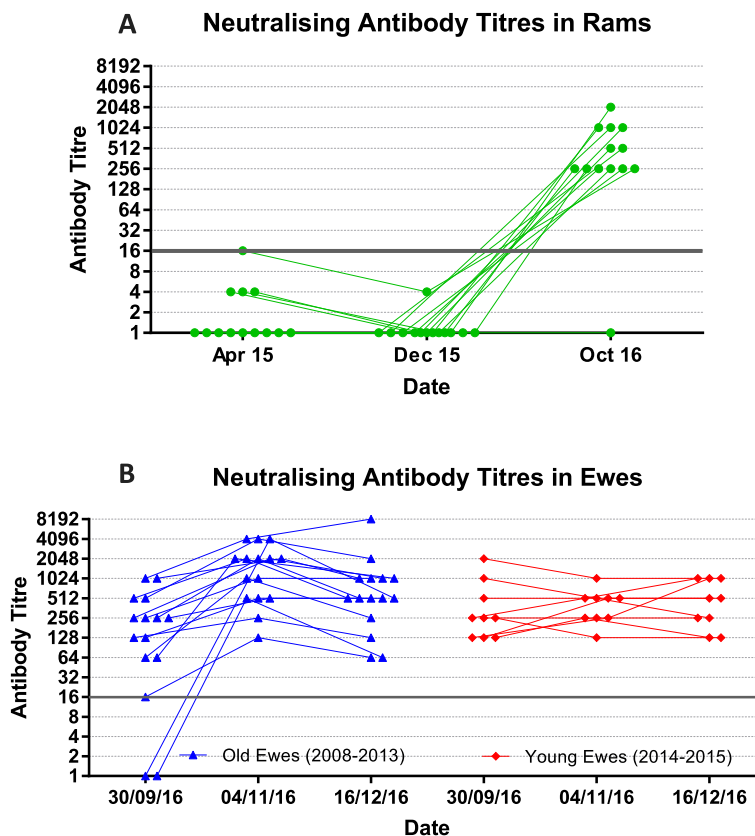 A
Neutralising Antibody Titres in Rams
8192
4096
2048
1024
512
256
128
64
32
16
8
4
2
1
Antibody Titre
Apr 15 Dec 15 Oct 16
Date
B
Neutralising Antibody Titres in Ewes
8192
4096
2048
1024
512
256
128
64
32
16
8
4
2
1
Antibody Titre
Old Ewes (2008-2013) Young Ewes (2014-2015)
30/09/16 04/11/16 16/12/16 30/09/16 04/11/16 16/12/16
Date